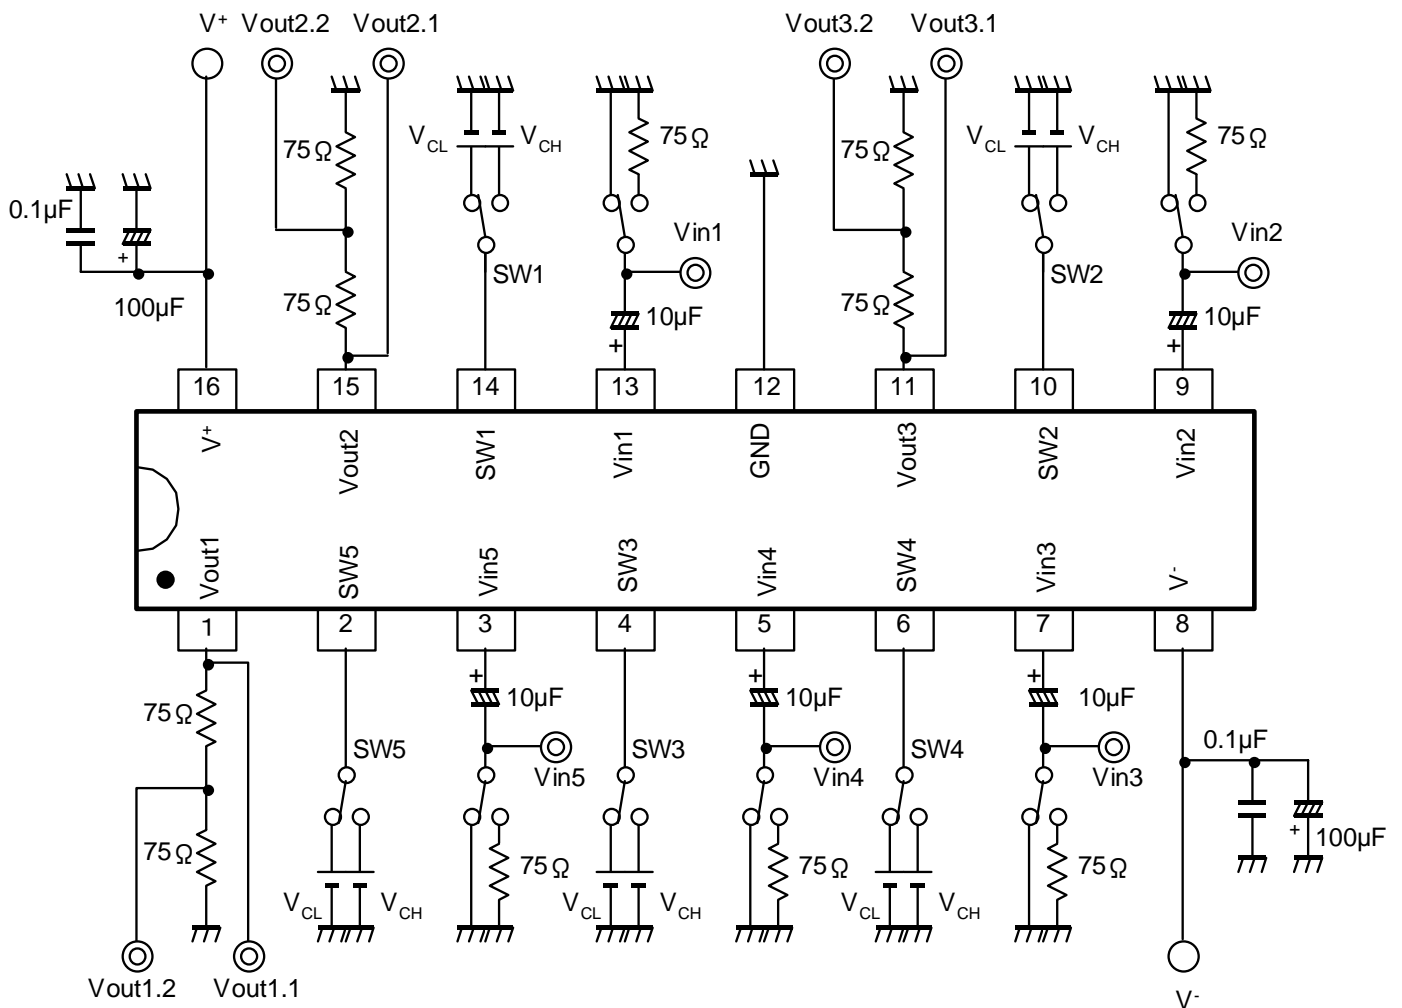 V+ Vout2.2 Vout2.1 Vout3.2 Vout3.1
75Ω VCL VCH 75Ω 75Ω VCL VCH 75Ω
0.1µF
Vin1 Vin2
SW1 SW2
100µF 75Ω 10µF 75Ω 10µF
+ + +
16 15 14 13 12 11 10 9
V+ Vout2 SW1 Vin1 GND Vout3 SW2 Vin2
Vout1 SW5 Vin5 SW3 Vin4 SW4 Vin3 V-
1 2 3 4 5 6 7 8
+ + +
75Ω 10µF 10µF 10µF
SW5 SW3 SW4 0.1µF
Vin5 Vin4 Vin3
+ 100µF
75Ω 75Ω 75Ω 75Ω
VCL VCH VCL VCH VCL VCH
Vout1.2 Vout1.1 V-